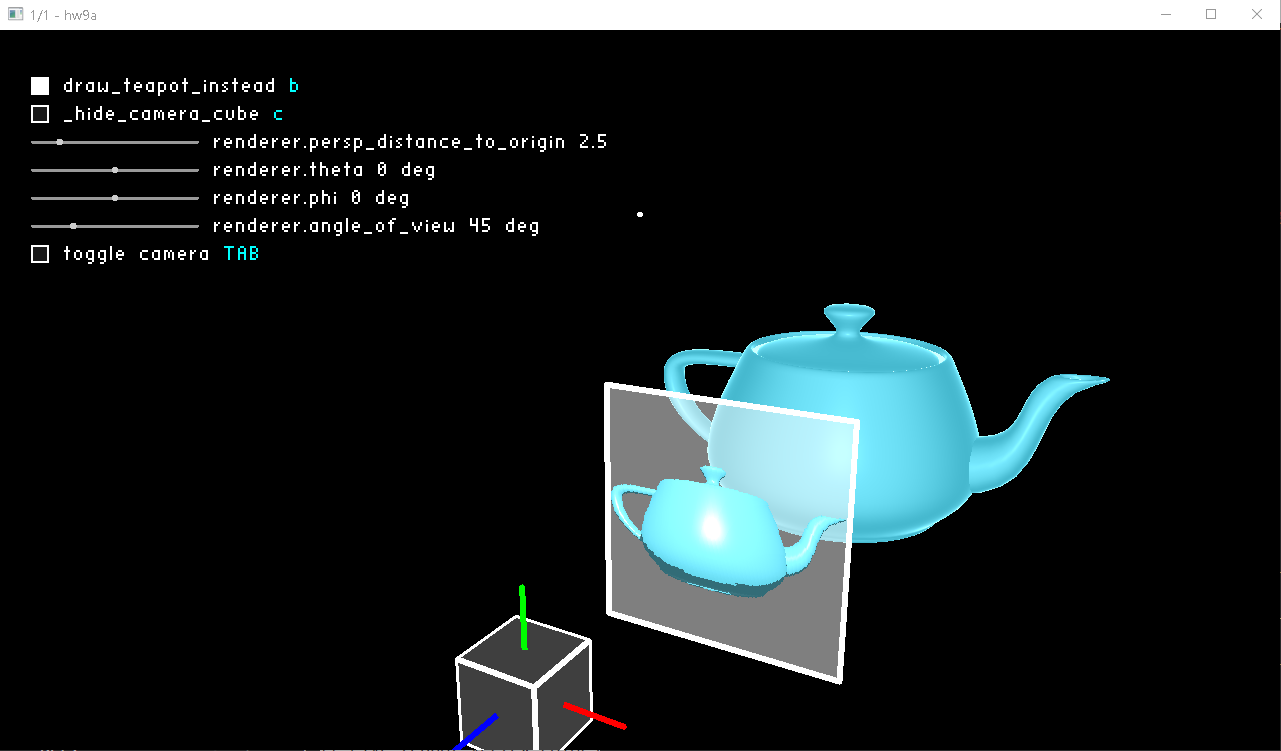 1/1 - hw9a
draw_teapot_instead b
_hide_camera_cube c
renderer.persp_distance_to_origin 2.5
renderer.theta 0 deg
renderer.phi 0 deg
renderer.angle_of_view 45 deg
toggle camera TAB